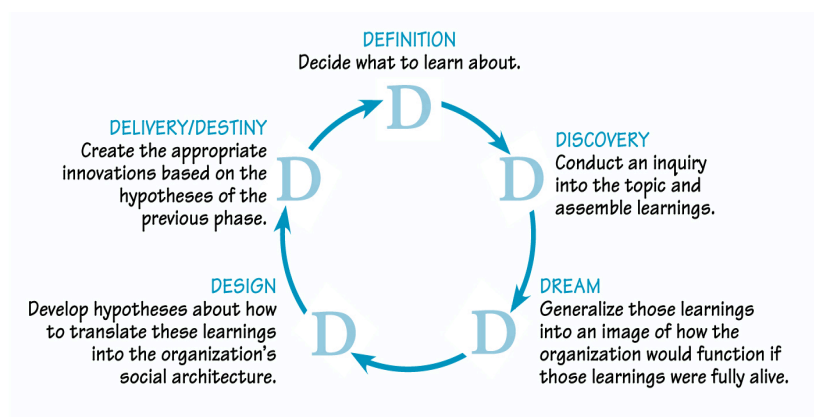 DEFINITION
Decide what to learn about.
D
DISCOVERY
Conduct an inquiry
into the topic and
assemble learnings.
D
DREAM
Generalize those learnings
into an image of how the
organization would function if
those learnings were fully alive.
D
DESIGN
Develop hypotheses about how
to translate these learnings
into the organization's
social architecture.
D
DELIVERY/DESTINY
Create the appropriate
innovations based on the
hypotheses of the
previous phase.
D